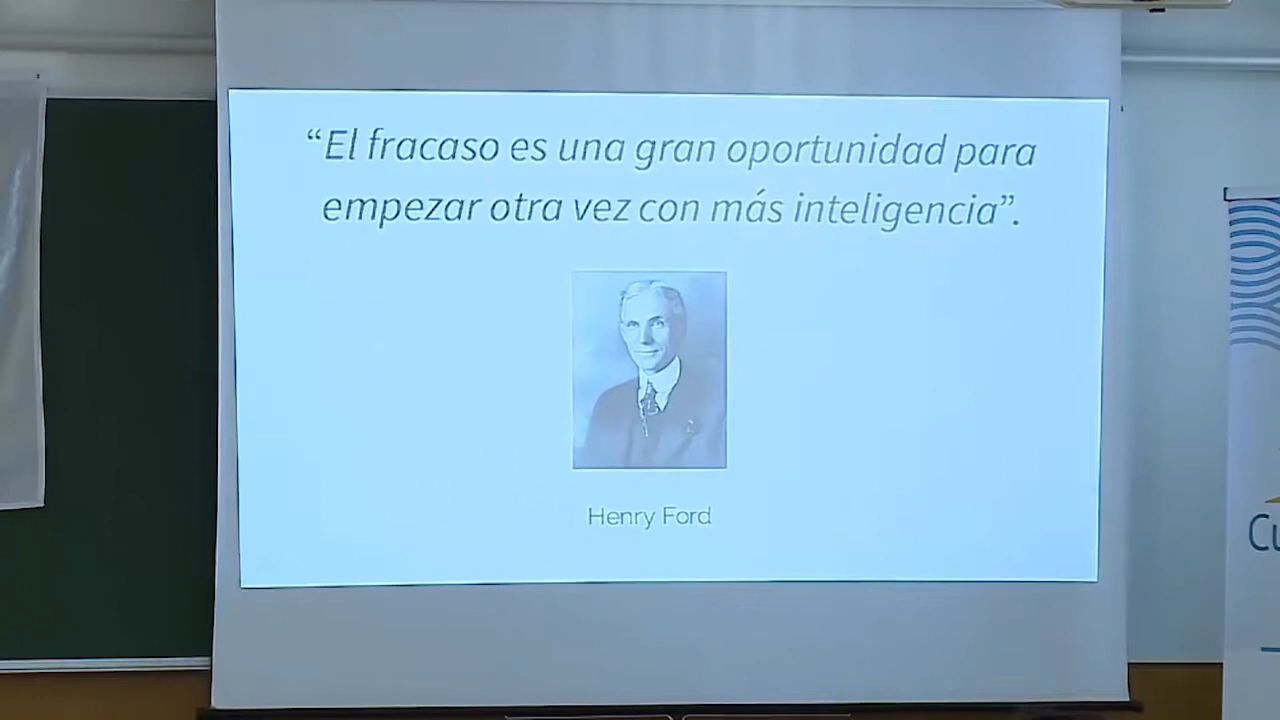 “El fracaso es una gran oportunidad para
empezar otra vez con más inteligencia”.
Henry Ford